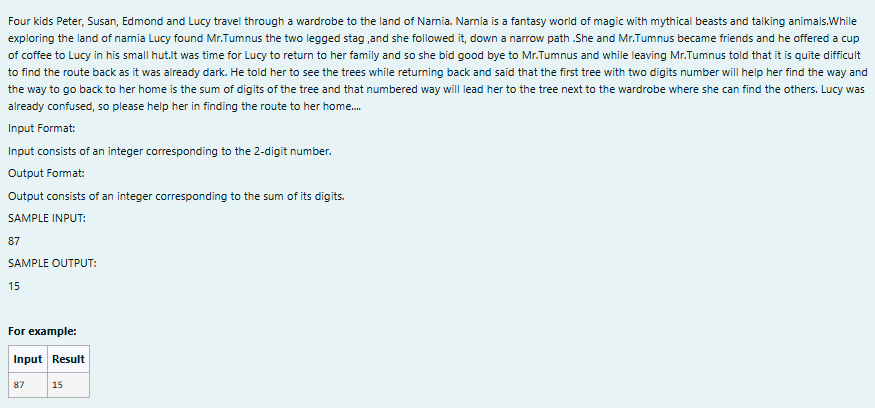 Four kids Peter, Susan, Edmond and Lucy travel through a wardrobe to the land of Narnia. Narnia is a fantasy world of magic with mythical beasts and talking animals.While
exploring the land of narnia Lucy found Mr.Tumnus the two legged stag ,and she followed it, down a narrow path .She and Mr.Tumnus became friends and he offered a cup
of coffee to Lucy in his small hut.It was time for Lucy to return to her family and so she bid good bye to Mr.Tumnus and while leaving Mr.Tumnus told that it is quite difficult
to find the route back as it was already dark. He told her to see the trees while returning back and said that the first tree with two digits number will help her find the way and
the way to go back to her home is the sum of digits of the tree and that numbered way will lead her to the tree next to the wardrobe where she can find the others. Lucy was
already confused, so please help her in finding the route to her home....
Input Format:
Input consists of an integer corresponding to the 2-digit number.
Output Format:
Output consists of an integer corresponding to the sum of its digits.
SAMPLE INPUT:
87
SAMPLE OUTPUT:
15
For example:
Input Result
87 15